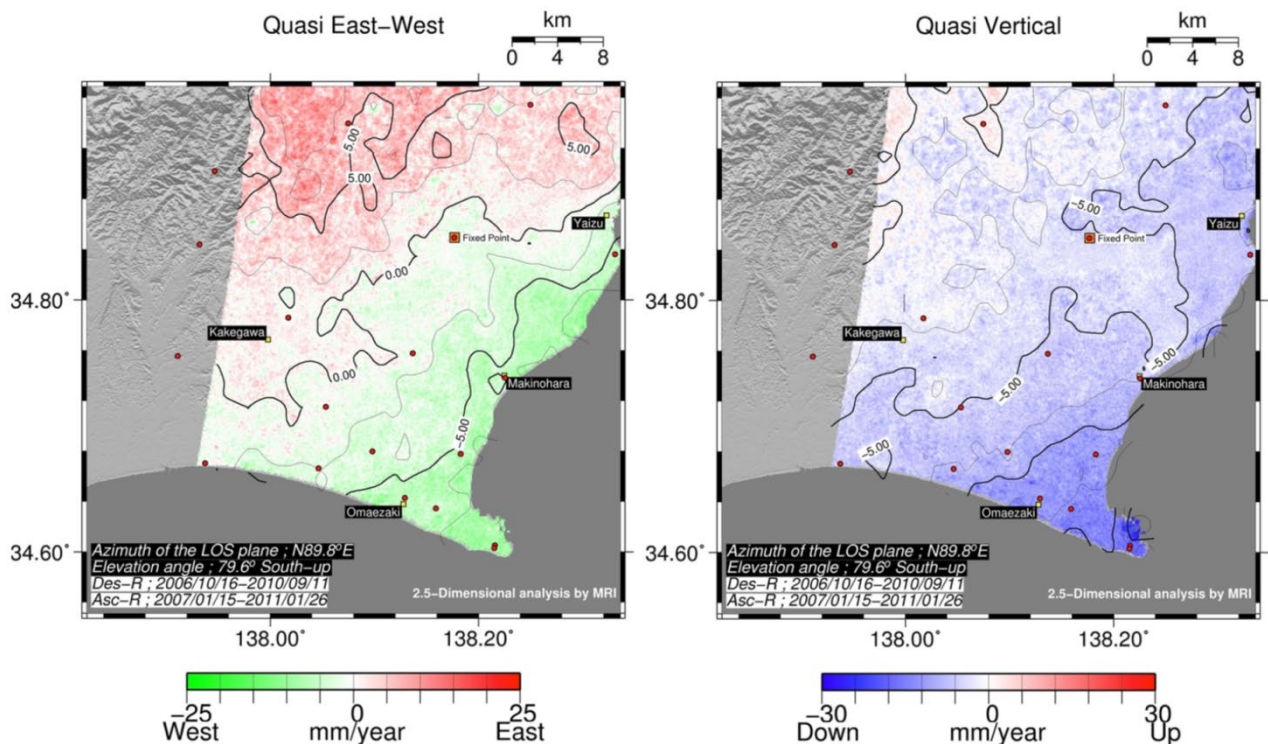 Quasi East−West
km
0 4 8
Quasi Vertical
km
0 4 8
5.00
5.00
5.00
Yaizu
Fixed Point
0.00
34.80°
Kakegawa
0.00
Makinohara
−5.00
Omaezaki
34.60°
Azimuth of the LOS plane ; N89.8°E
Elevation angle ; 79.6° South−up
Des−R ; 2006/10/16−2010/09/11
Asc−R ; 2007/01/15−2011/01/26
2.5−Dimensional analysis by MRI
138.00° 138.20°
−25 0 25
West mm/year East
−5.00
Yaizu
Fixed Point
34.80°
Kakegawa
−5.00
Makinohara
−5.00
−5.00
Omaezaki
34.60°
Azimuth of the LOS plane ; N89.8°E
Elevation angle ; 79.6° South−up
Des−R ; 2006/10/16−2010/09/11
Asc−R ; 2007/01/15−2011/01/26
2.5−Dimensional analysis by MRI
138.00° 138.20°
−30 0 30
Down mm/year Up